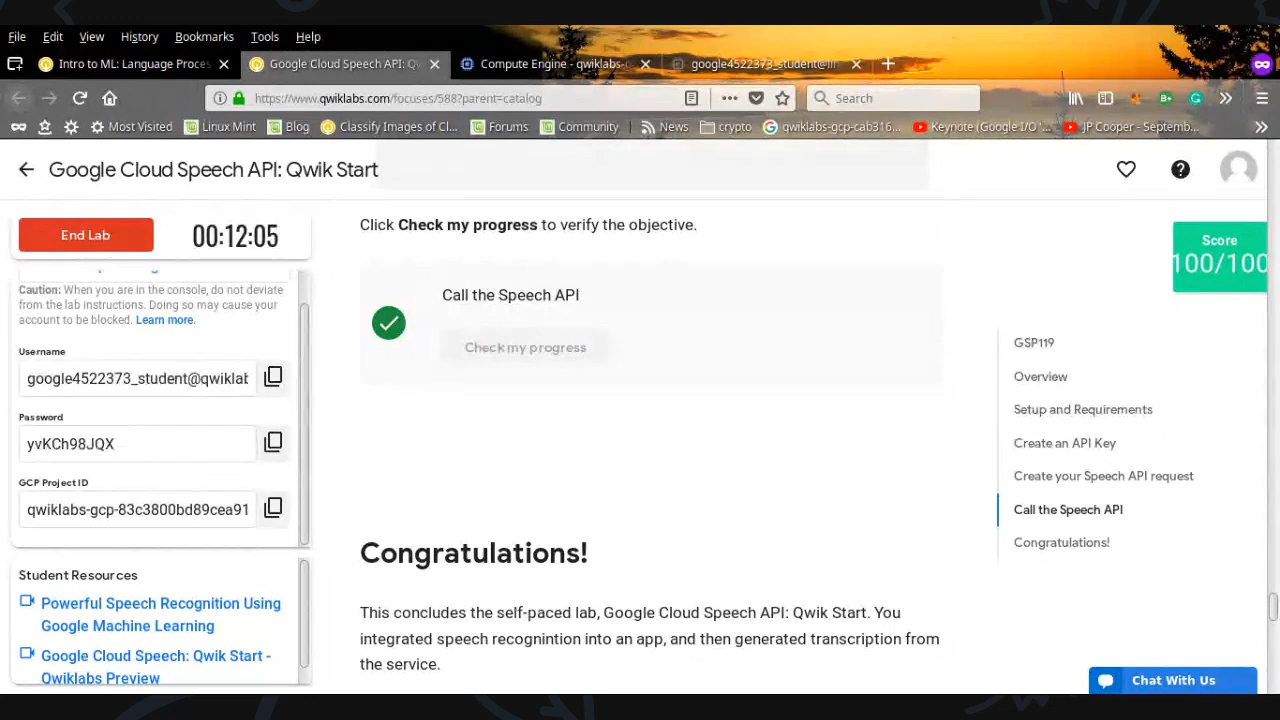 File Edit View History Bookmarks Tools Help
Intro to ML: Language Proces
Google Cloud Speech API: Qw
Compute Engine - qwiklabs-
google4522373_student@lin
https://www.qwiklabs.com/focuses/588?parent=catalog
Search
Most Visited
Linux Mint
Blog
Classify Images of Cl...
Forums
Community
News
crypto
qwiklabs-gcp-cab316...
Keynote (Google I/O '...
JP Cooper - Septemb...
Google Cloud Speech API: Qwik Start
End Lab
00:12:05
Caution: When you are in the console, do not deviate
from the lab instructions. Doing so may cause your
account to be blocked. Learn more.
Username
google4522373_student@qwiklab
Password
yvKCh98JQX
GCP Project ID
qwiklabs-gcp-83c3800bd89cea91
Student Resources
Powerful Speech Recognition Using
Google Machine Learning
Google Cloud Speech: Qwik Start -
Qwiklabs Preview
Click Check my progress to verify the objective.
Call the Speech API
Check my progress
Congratulations!
This concludes the self-paced lab, Google Cloud Speech API: Qwik Start. You
integrated speech recognintion into an app, and then generated transcription from
the service.
Score
100/100
GSP119
Overview
Setup and Requirements
Create an API Key
Create your Speech API request
Call the Speech API
Congratulations!
Chat With Us